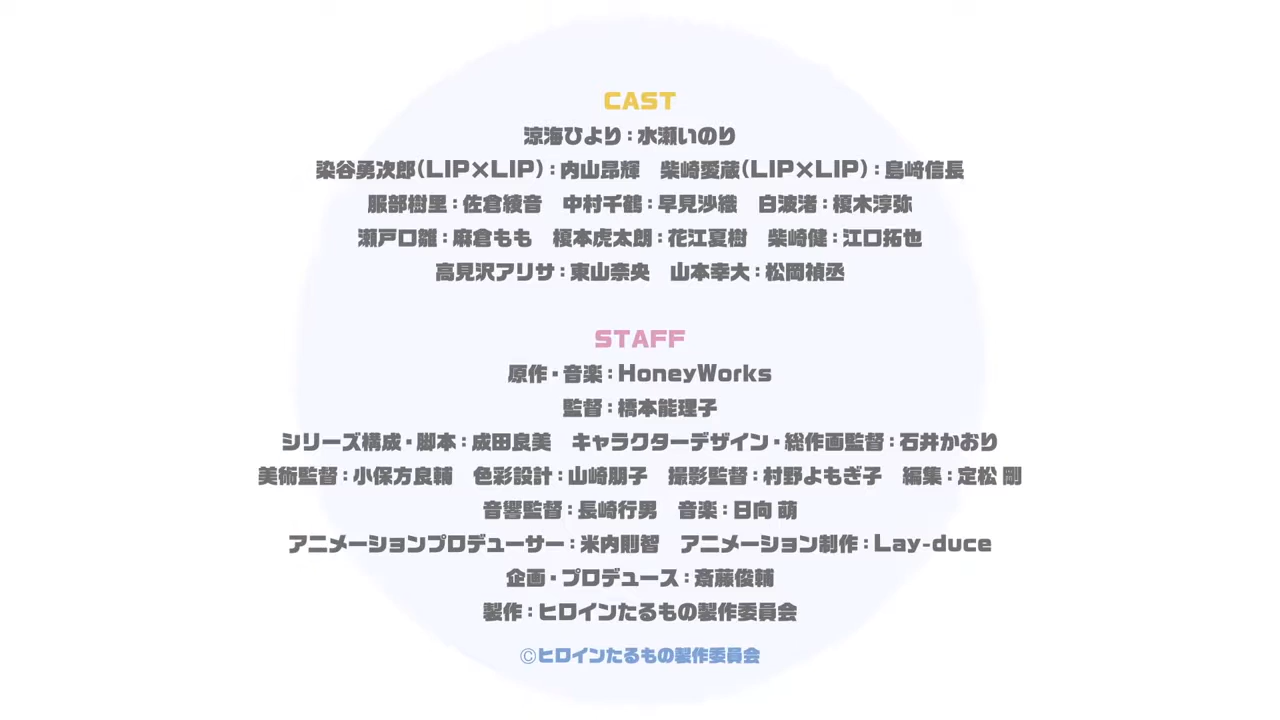 CAST
涼海ひより：水瀬いのり
染谷勇次郎(LIP×LIP)：内山昂輝　柴崎愛蔵(LIP×LIP)：島﨑信長
服部樹里：佐倉綾音　中村千鶴：早見沙織　白波渚：榎木淳弥
瀬戸口雛：麻倉もも　榎本虎太朗：花江夏樹　柴崎健：江口拓也
高見沢アリサ：東山奈央　山本幸大：松岡禎丞
STAFF
原作・音楽：HoneyWorks
監督：橋本能理子
シリーズ構成・脚本：成田良美　キャラクターデザイン・総作画監督：石井かおり
美術監督：小保方良輔　色彩設計：山崎朋子　撮影監督：村野よもぎ子　編集：定松 剛
音響監督：長崎行男　音楽：日向 萌
アニメーションプロデューサー：米内則智　アニメーション制作：Lay-duce
企画・プロデュース：斎藤俊輔
製作：ヒロインたるもの製作委員会
©ヒロインたるもの製作委員会